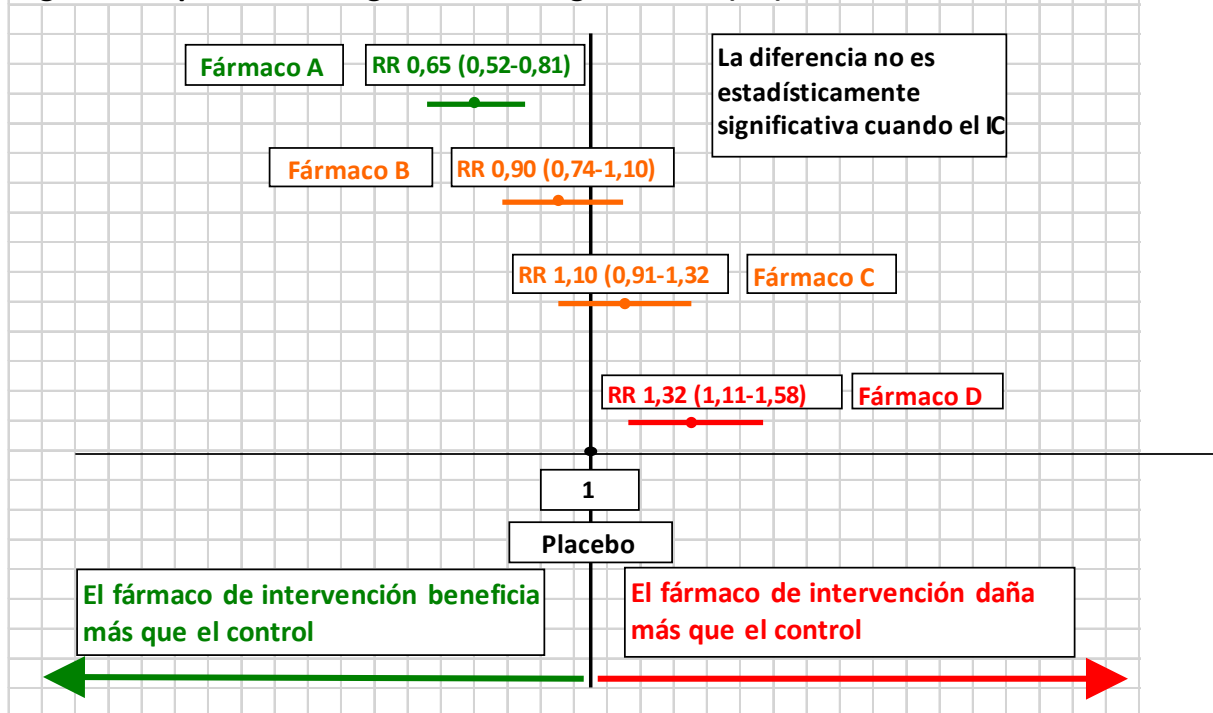 Fármaco A
RR 0,65 (0,52-0,81)
La diferencia no es
estadísticamente
significativa cuando el IC
Fármaco B
RR 0,90 (0,74-1,10)
RR 1,10 (0,91-1,32
Fármaco C
RR 1,32 (1,11-1,58)
Fármaco D
1
Placebo
El fármaco de intervención beneficia
más que el control
El fármaco de intervención daña
más que el control